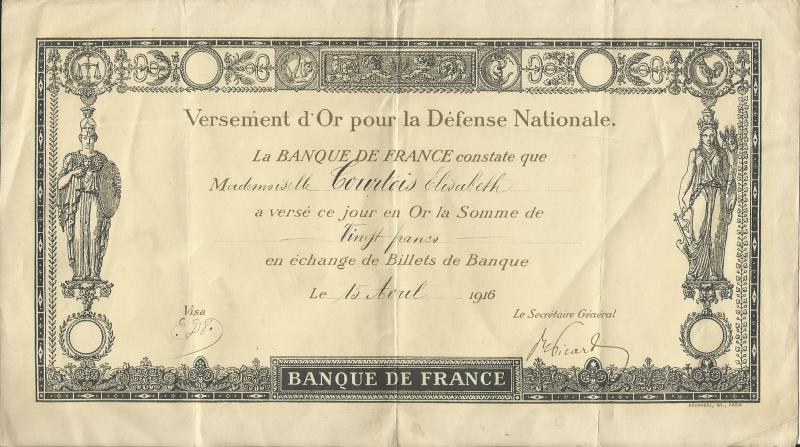 Versement d'Or pour la Défense Nationale.
La BANQUE DE FRANCE constate que
Mademoiselle Courtois Elisabeth
a versé ce jour en Or la Somme de
Vingt francs
en échange de Billets de Banque
Le 15 Avril 1916
Visa
Le Secrétaire Général
Picard
BANQUE DE FRANCE
PARIS